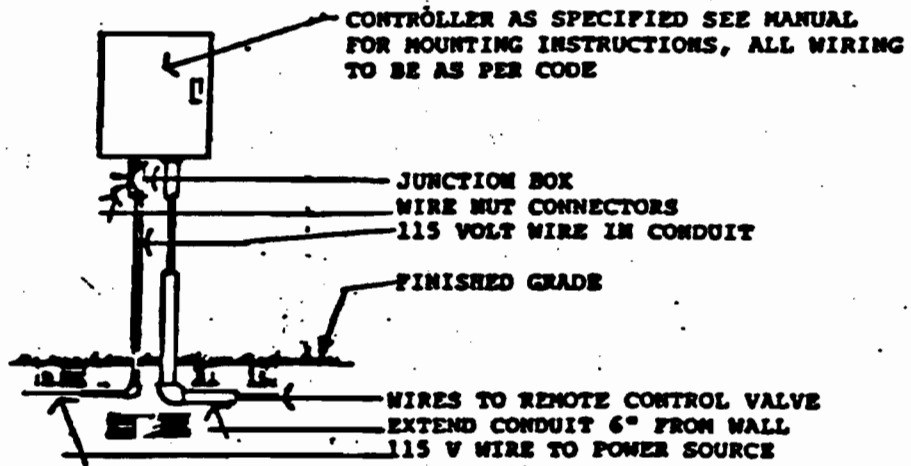 CONTROLLER AS SPECIFIED SEE MANUAL
FOR MOUNTING INSTRUCTIONS, ALL WIRING
TO BE AS PER CODE
JUNCTION BOX
WIRE NUT CONNECTORS
115 VOLT WIRE IN CONDUIT
FINISHED GRADE
WIRES TO REMOTE CONTROL VALVE
EXTEND CONDUIT 6" FROM WALL
115 V WIRE TO POWER SOURCE